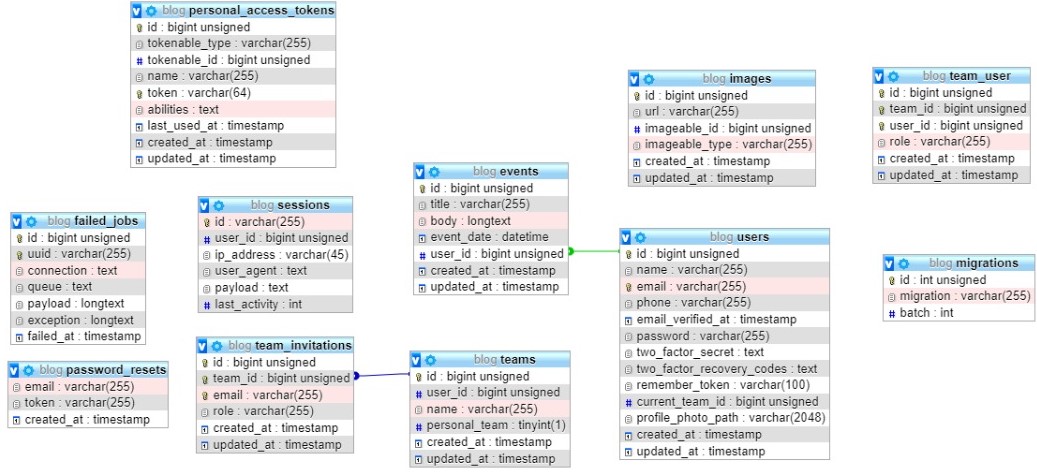 blog personal_access_tokens
id : bigint unsigned
tokenable_type : varchar(255)
tokenable_id : bigint unsigned
name : varchar(255)
token : varchar(64)
abilities : text
last_used_at : timestamp
created_at : timestamp
updated_at : timestamp
blog images
id : bigint unsigned
url : varchar(255)
imageable_id : bigint unsigned
imageable_type : varchar(255)
created_at : timestamp
updated_at : timestamp
blog team_user
id : bigint unsigned
team_id : bigint unsigned
user_id : bigint unsigned
role : varchar(255)
created_at : timestamp
updated_at : timestamp
blog events
id : bigint unsigned
title : varchar(255)
body : longtext
event_date : datetime
user_id : bigint unsigned
created_at : timestamp
updated_at : timestamp
blog sessions
id : varchar(255)
user_id : bigint unsigned
ip_address : varchar(45)
user_agent : text
payload : text
last_activity : int
blog failed_jobs
id : bigint unsigned
uuid : varchar(255)
connection : text
queue : text
payload : longtext
exception : longtext
failed_at : timestamp
blog users
id : bigint unsigned
name : varchar(255)
email : varchar(255)
phone : varchar(255)
email_verified_at : timestamp
password : varchar(255)
two_factor_secret : text
two_factor_recovery_codes : text
remember_token : varchar(100)
current_team_id : bigint unsigned
profile_photo_path : varchar(2048)
created_at : timestamp
updated_at : timestamp
blog migrations
id : int unsigned
migration : varchar(255)
batch : int
blog team_invitations
id : bigint unsigned
team_id : bigint unsigned
email : varchar(255)
role : varchar(255)
created_at : timestamp
updated_at : timestamp
blog teams
id : bigint unsigned
user_id : bigint unsigned
name : varchar(255)
personal_team : tinyint(1)
created_at : timestamp
updated_at : timestamp
blog password_resets
email : varchar(255)
token : varchar(255)
created_at : timestamp